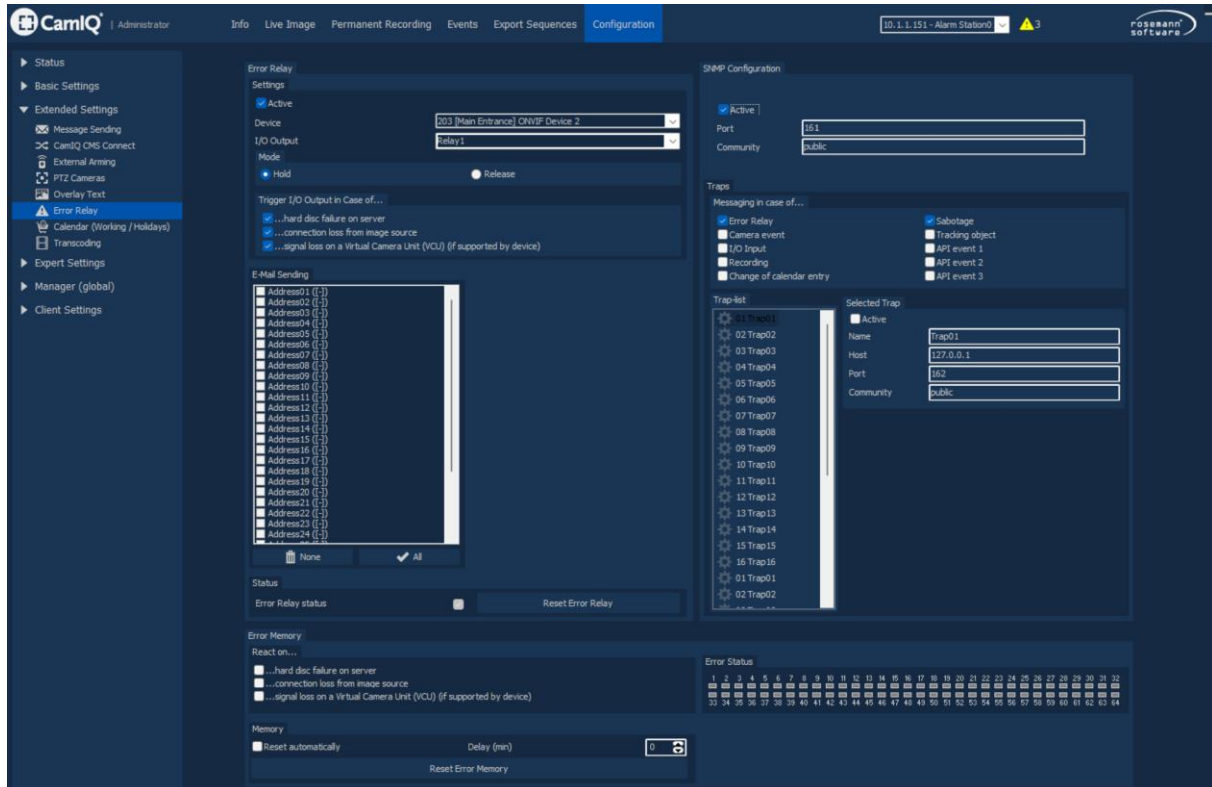 CamIQ | Administrator
Info Live Image Permanent Recording Events Export Sequences Configuration
10.1.1.151 - Alarm Station0
3
rosemann
software
Status
Basic Settings
Extended Settings
Message Sending
CamIQ CMS Connect
External Arming
PTZ Cameras
Overlay Text
Error Relay
Calendar (Working / Holidays)
Transcoding
Expert Settings
Manager (global)
Client Settings
Error Relay
Settings
Active
Device 203 [Main Entrance] ONVIF Device 2
I/O Output Relay1
Mode
Hold Release
Trigger I/O Output in Case of...
...hard disc failure on server
...connection loss from image source
...signal loss on a Virtual Camera Unit (VCU) (if supported by device)
E-Mail Sending
Address01 ([-])
Address02 ([-])
Address03 ([-])
Address04 ([-])
Address05 ([-])
Address06 ([-])
Address07 ([-])
Address08 ([-])
Address09 ([-])
Address10 ([-])
Address11 ([-])
Address12 ([-])
Address13 ([-])
Address14 ([-])
Address15 ([-])
Address16 ([-])
Address17 ([-])
Address18 ([-])
Address19 ([-])
Address20 ([-])
Address21 ([-])
Address22 ([-])
Address23 ([-])
Address24 ([-])
None All
Status
Error Relay status Reset Error Relay
SNMP Configuration
Active
Port 161
Community public
Traps
Messaging in case of...
Error Relay Sabotage
Camera event Tracking object
I/O Input API event 1
Recording API event 2
Change of calendar entry API event 3
Trap-list
01 Trap01
02 Trap02
03 Trap03
04 Trap04
05 Trap05
06 Trap06
07 Trap07
08 Trap08
09 Trap09
10 Trap10
11 Trap11
12 Trap12
13 Trap13
14 Trap14
15 Trap15
16 Trap16
01 Trap01
02 Trap02
Selected Trap
Active
Name Trap01
Host 127.0.0.1
Port 162
Community public
Error Memory
React on...
...hard disc failure on server
...connection loss from image source
...signal loss on a Virtual Camera Unit (VCU) (if supported by device)
Memory
Reset automatically Delay (min) 0
Reset Error Memory
Error Status
1 2 3 4 5 6 7 8 9 10 11 12 13 14 15 16 17 18 19 20 21 22 23 24 25 26 27 28 29 30 31 32
33 34 35 36 37 38 39 40 41 42 43 44 45 46 47 48 49 50 51 52 53 54 55 56 57 58 59 60 61 62 63 64